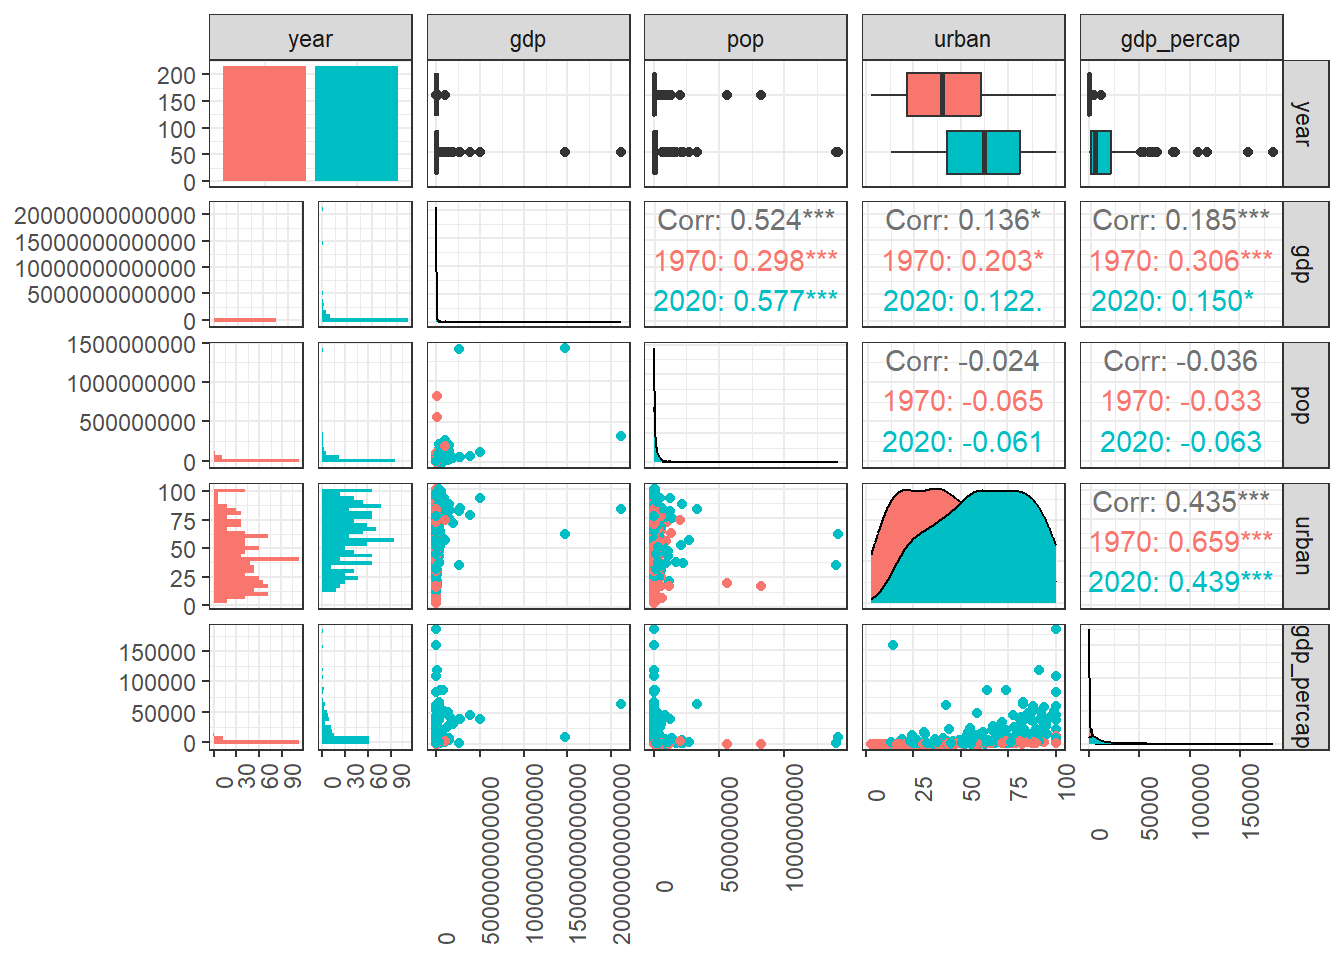 year gdp pop urban gdp_percap
200
150
100
50
0
year
20000000000000
15000000000000
10000000000000
5000000000000
0
Corr: 0.524*** Corr: 0.136* Corr: 0.185***
1970: 0.298*** 1970: 0.203* 1970: 0.306***
2020: 0.577*** 2020: 0.122. 2020: 0.150*
gdp
1500000000
1000000000
500000000
0
Corr: -0.024 Corr: -0.036
1970: -0.065 1970: -0.033
2020: -0.061 2020: -0.063
pop
100
75
50
25
0
Corr: 0.435***
1970: 0.659***
2020: 0.439***
urban
150000
100000
50000
0
gdp_percap
0 30 60 90 0 30 60 90 0 5000000000000 10000000000000 15000000000000 20000000000000 0 500000000 1000000000 0 25 50 75 100 0 50000 100000 150000